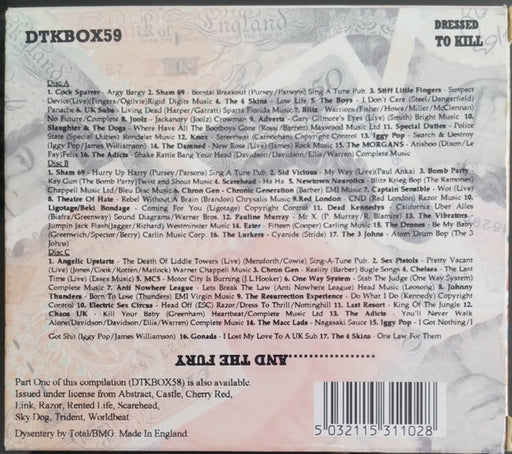 DTKBOX59
DRESSED
TO KILL
Disc A
1. Cock Sparrer - Argy Bargy 2. Sham 69 - Borstal Breakout (Pursey/Parsons) Sing A Tune Pub. 3. Stiff Little Fingers - Suspect
Device(Live)(Fingers/Ogilvie)Rigid Digits Music 4. The 4 Skins - Low Life 5. The Boys - I Don't Care (Steel/Dangerfield)
Panache 6. UK Subs - Living Dead (Harper/Garratt) Sparta Florida Music 7. Blitz - Warriors (Fisher/Howe/Miller/McClennan)
No Future/Complete 8. Joolz - Jackanory (Joolz) Crowman 9. Adverts - Gary Gilmore's Eyes (Live) (Smith) Bright Music 10.
Slaughter & The Dogs - Where Have All The Bootboys Gone (Ross/Barrett) Maxwood Music Ltd 11. Special Duties - Police
State (Special Duties) Rondelet Music 12. Knox - Streerheat (Carnöchan) Copyright Control 13. Iggy Pop - Search & Destroy
(Iggy Pop/James Williamson) 14. The Damned - New Rose (Live) (James) Rock Music 15. The MORGANS - Atishoo (Dixon/Le
Fay)Felix 16. The Adicts - Shake Rattle Bang Your Head (Davidson/Davidson/Ellis/Warren) Complete Music
Disc B
1. Sham 69 - Hurry Up Harry (Pursey/Parsons) Sing A Tune Pub. 2. Sid Vicious - My Way (Live)(Paul Anka) 3. Bomb Party -
Kay Gun (The Bomb Party)Twist and Shout Music 4. Scarehead - Ha Ha 5. Newtown Neurotics - Blitz Krieg Bop (The Ramones)
Chappell Music Ltd/Bleu Disc Music 6. Chron Gen - Chronic Generation (Barber) EMI Music 7. Captain Sensible - Wot (Live)
8. Theatre Of Hate - Rebel Without A Brain (Brandon) Chrysalis Music 9.Red London - CND (Red London) Razor Music 10.
Ligotage/Beki Bondage - Coming For You (Ligotage) Copyright Control 11. Dead Kennedys - California Uber Alles
(Biafra/Greenway) Sound Diagrams/Warner Bros. 12. Pauline Murray - Mr X. (P. Murray/R. Blamire) 13. The Vibrators -
Jumpin Jack Flash(Jagger/Richard) Westminster Music 14. Eater - Fifteen (Cooper) Carling Music 15. The Drones - Be My Baby
(Greenwich/Spector/Berry) Carlin Music Corp. 16. The Lurkers - Cyanide (Stride) 17. The 3 Johns - Atom Drum Bop (The 3 Johns)
Disc C
1. Angelic Upstarts - The Death Of Liddle Towers (Live) (Mensforth/Cowie) Sing-A-Tune Pub. 2. Sex Pistols - Pretty Vacant
(Live) (Jones/Cook/Rotten/Matlock) Warner Chappell Music 3. Chron Gen - Reality (Barber) Bugle Songs 4. Chelsea - The Last
Time (Live) (Essex Music) 5. MC5 - Motor City Is Burning (J.L.Hooker) 6. One Way System - Stab The Judge (One Way System)
Complete Music 7. Anti Nowhere League - Lets Break The Law (Anti Nowhere League) Head Music (Leosong) 8. Johnny
Thunders - Born To Lose (Thunders) EMI Virgin Music 9. The Resurrection Experience - Do What I Do (Kennedy) Copyright
Control 10. Electric Sex Circus - Head Off (ESC) Razor/Dress To Thrill/Nottinghill) 11. Last Resort - King Of The Jungle 12.
Chaos UK - Kill Your Baby (Greenham) Heartbeat/Complete Music Ltd 13. The Adicts - You'll Never Walk
Alone(Davidson/Davidson/Ellis/Warren) Complete Music 14. The Macc Lads - Nagasaki Sauce 15. Iggy Pop - I Got Nothing/I
Got Shit (Iggy Pop/James Williamson) 16. Gonads - I Lost My Love To A UK Sub 17. The 4 Skins - One Law For Them
...................AND THE FURY
Part One of this compilation (DTKBOX58) is also available.
Issued under license from Abstract, Castle, Cherry Red,
Link, Razor, Rented Life, Scarehead,
Sky Dog, Trident, Worldbeat.
Dysentery by Total/BMG. Made In England.
5 032115 311028